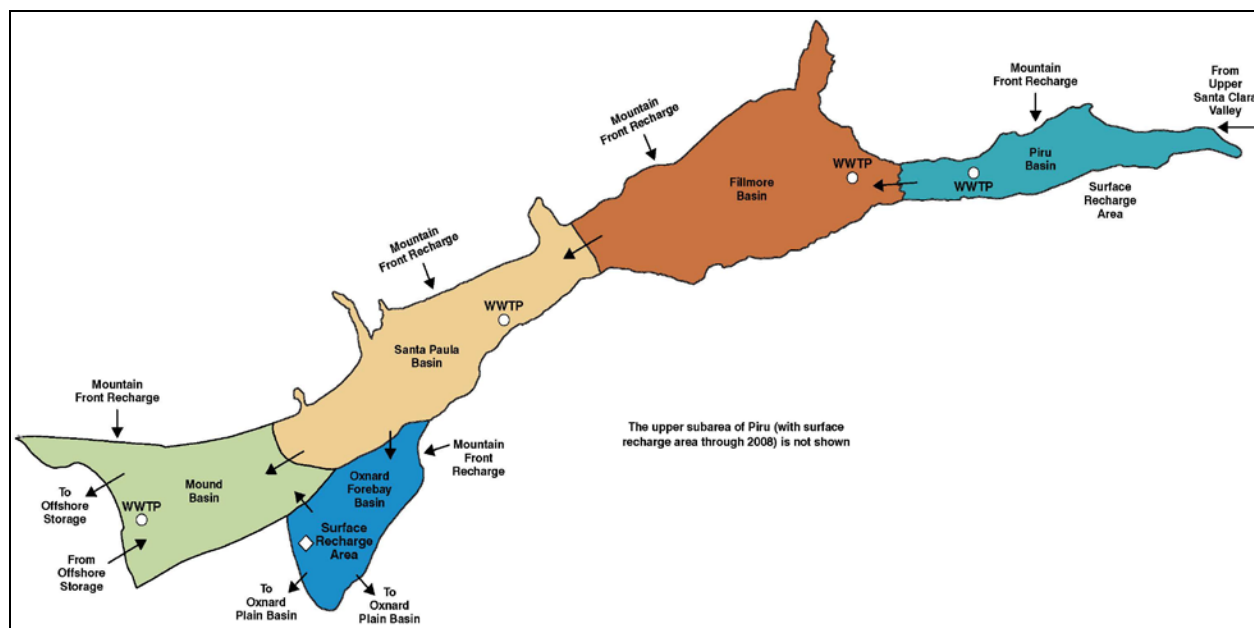 Mountain
Front Recharge
From
Upper
Santa Clara
Valley
Mountain
Front Recharge
Piru
Basin
WWTP
WWTP
Surface
Recharge
Area
Fillmore
Basin
Mountain
Front Recharge
WWTP
Santa Paula
Basin
Mountain
Front Recharge
The upper subarea of Piru (with surface
recharge area through 2008) is not shown
Mountain
Front
Recharge
Oxnard
Forebay
Basin
Mound
Basin
To
Offshore
Storage
WWTP
Surface
Recharge
Area
From
Offshore
Storage
To
Oxnard
Plain Basin
To
Oxnard
Plain Basin